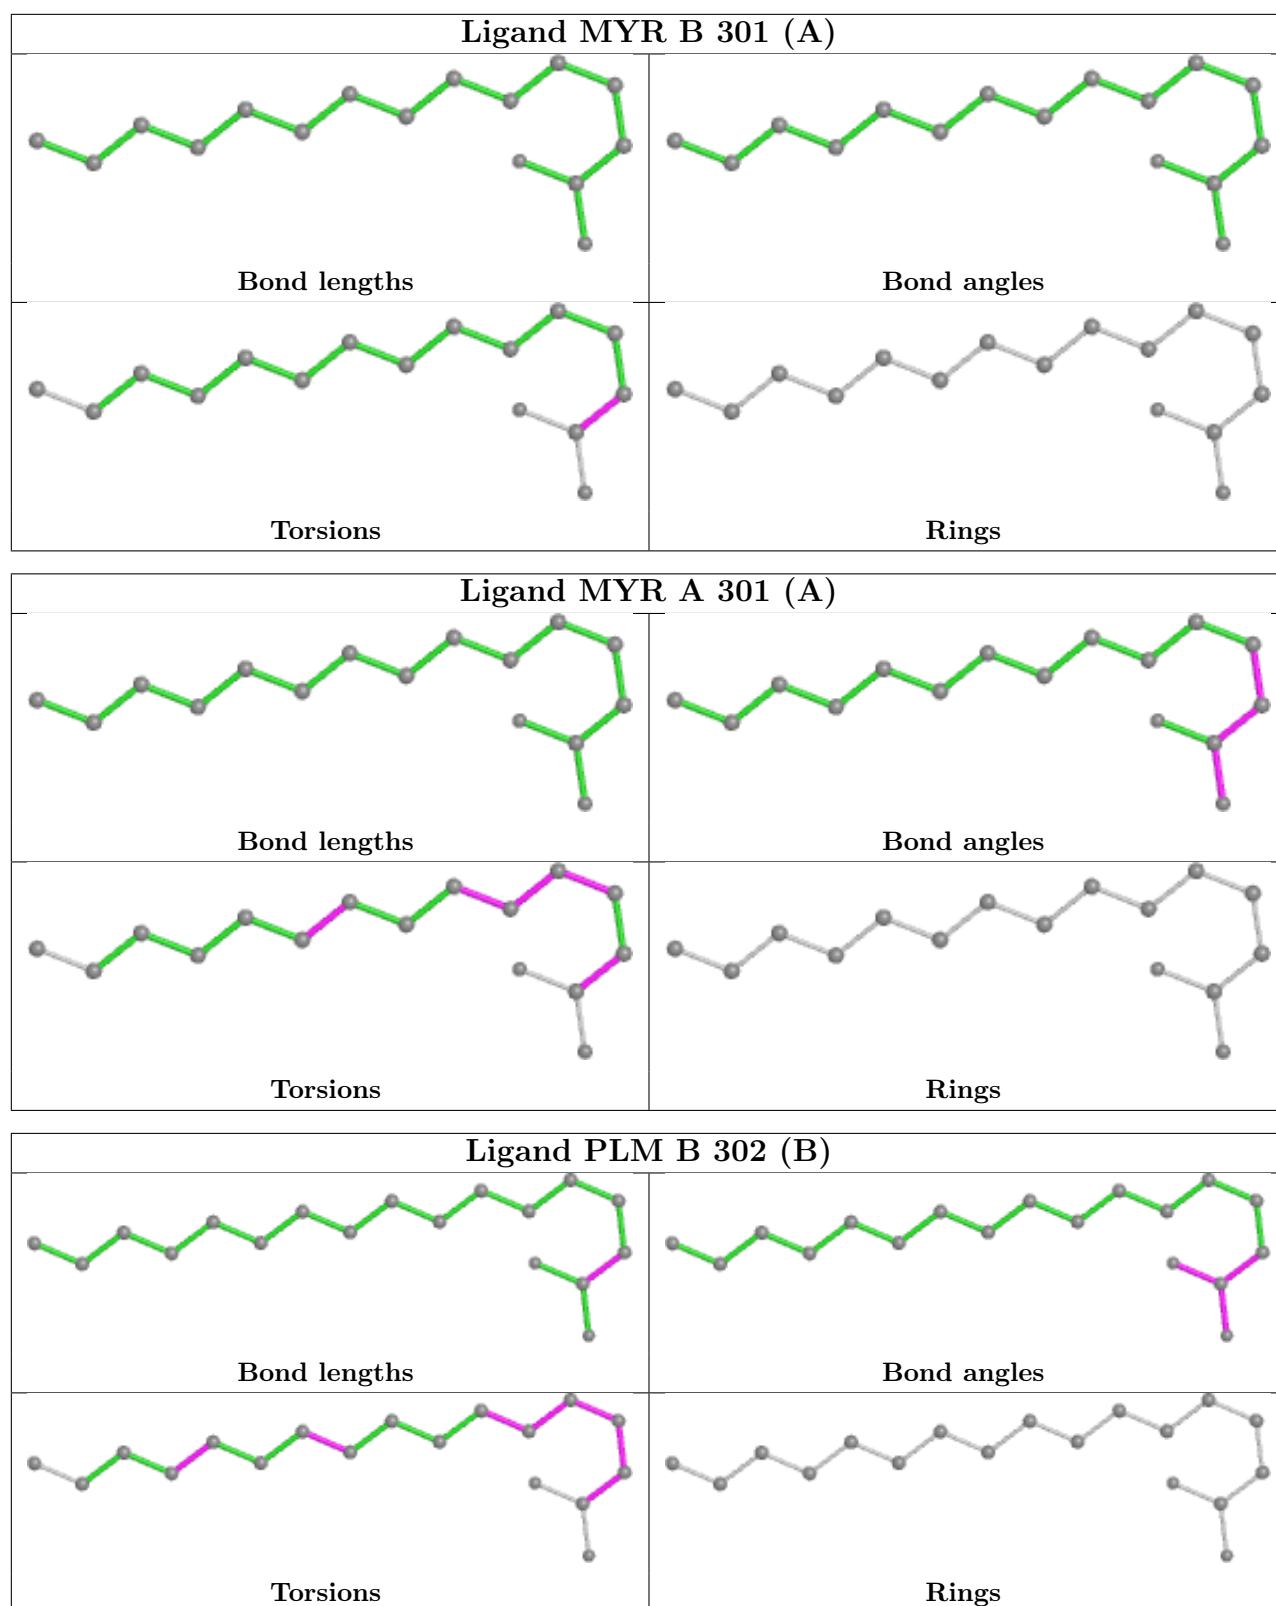 Ligand MYR B 301 (A)
Bond lengths
Bond angles
Torsions
Rings
Ligand MYR A 301 (A)
Bond lengths
Bond angles
Torsions
Rings
Ligand PLM B 302 (B)
Bond lengths
Bond angles
Torsions
Rings